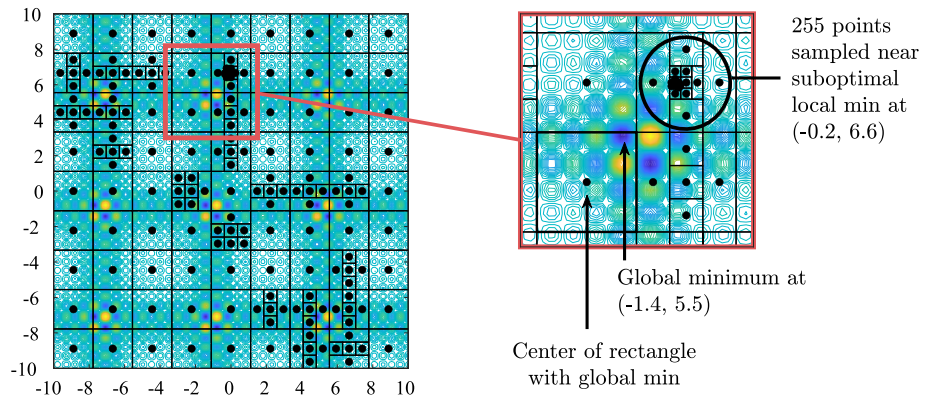 10
8
6
4
2
0
-2
-4
-6
-8
-10
-10 -8 -6 -4 -2 0 2 4 6 8 10
255 points
sampled near
suboptimal
local min at
(-0.2, 6.6)
Global minimum at
(-1.4, 5.5)
Center of rectangle
with global min